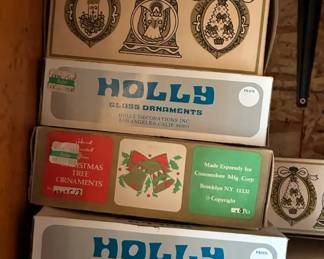 HOLLY
GLASS ORNAMENTS
HOLLY DECORATIONS INC.
LOS ANGELES CALIF.
CHRISTMAS
TREE
ORNAMENTS
Made Expressly for
Commodore Mfg. Corp
Brooklyn N.Y. 11232
© Copyright
HOLLY